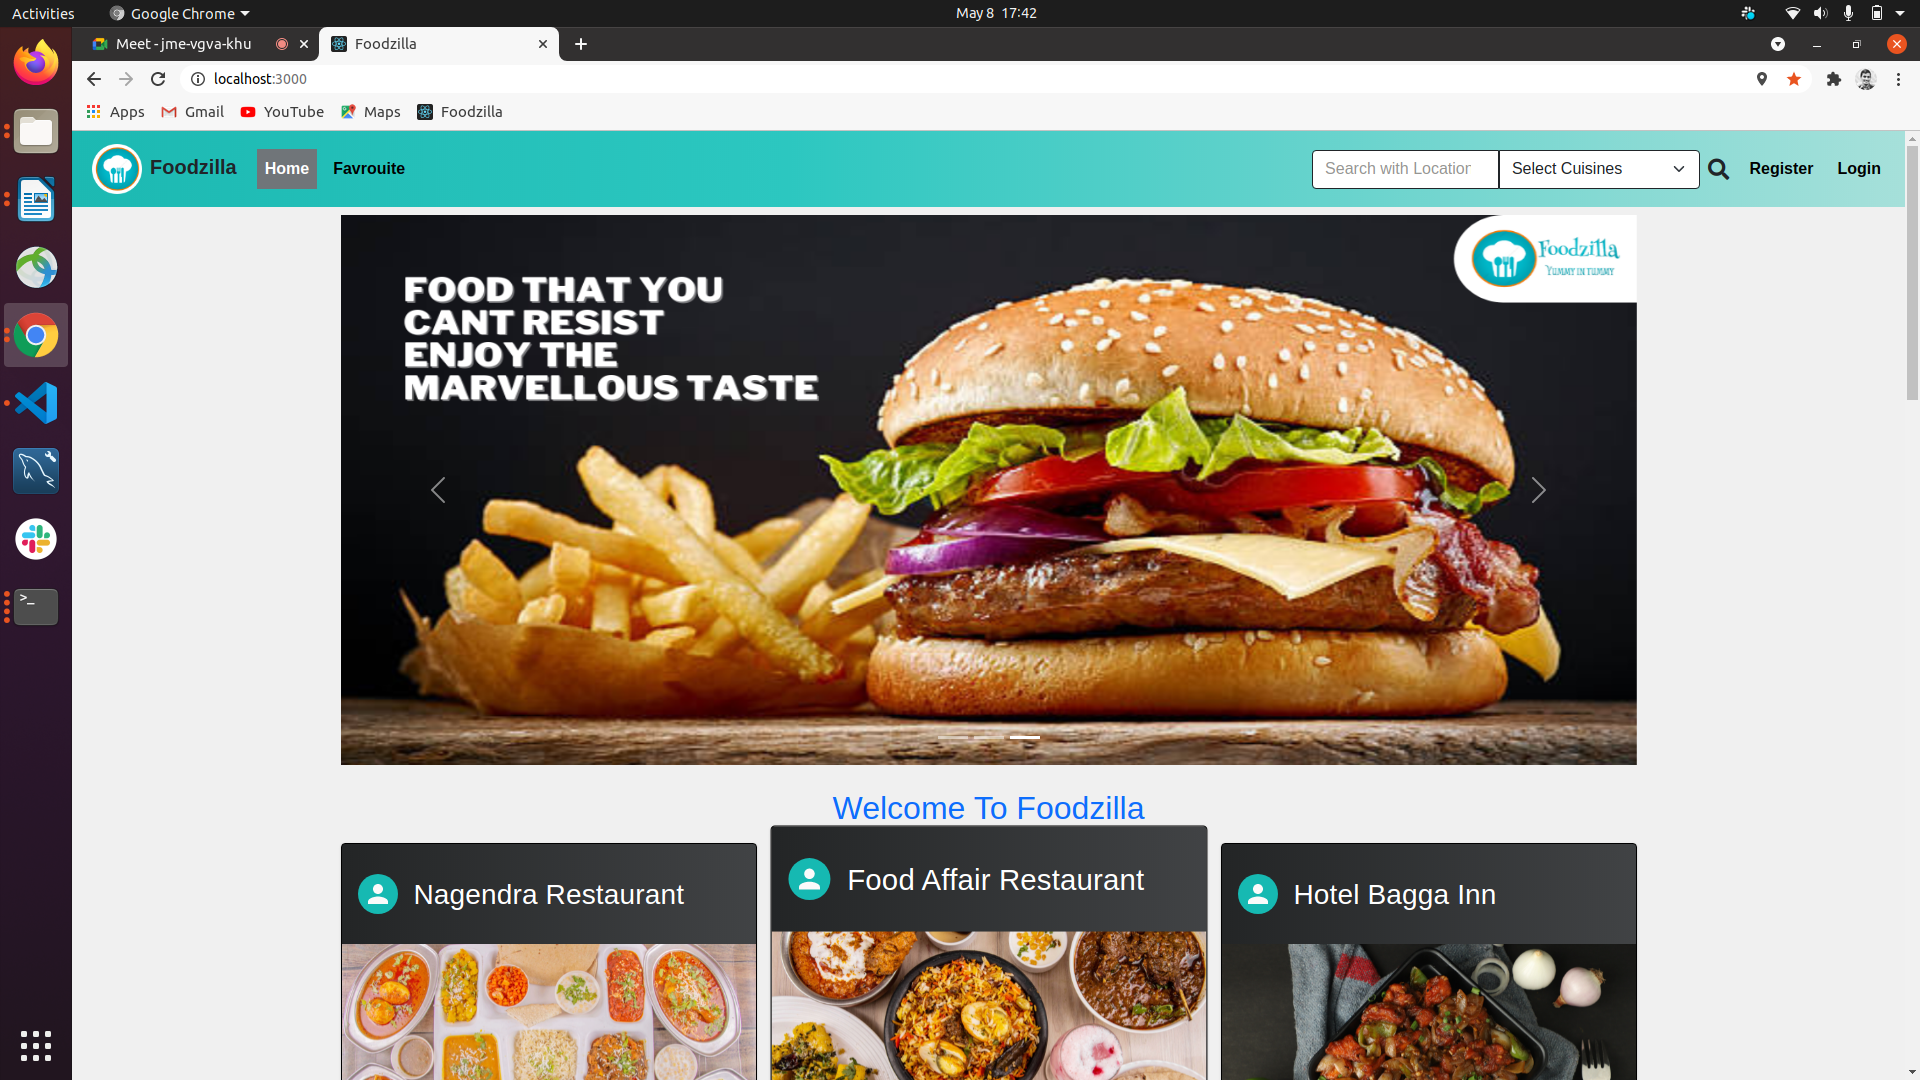 Activities
Google Chrome
May 8 17:42
Meet - jme-vgva-khu
Foodzilla
localhost:3000
Apps
Gmail
YouTube
Maps
Foodzilla
Foodzilla
Home
Favrouite
Search with Location
Select Cuisines
Register
Login
FOOD THAT YOU
CANT RESIST
ENJOY THE
MARVELLOUS TASTE
Foodzilla
YUMMY IN TUMMY
Welcome To Foodzilla
Nagendra Restaurant
Food Affair Restaurant
Hotel Bagga Inn